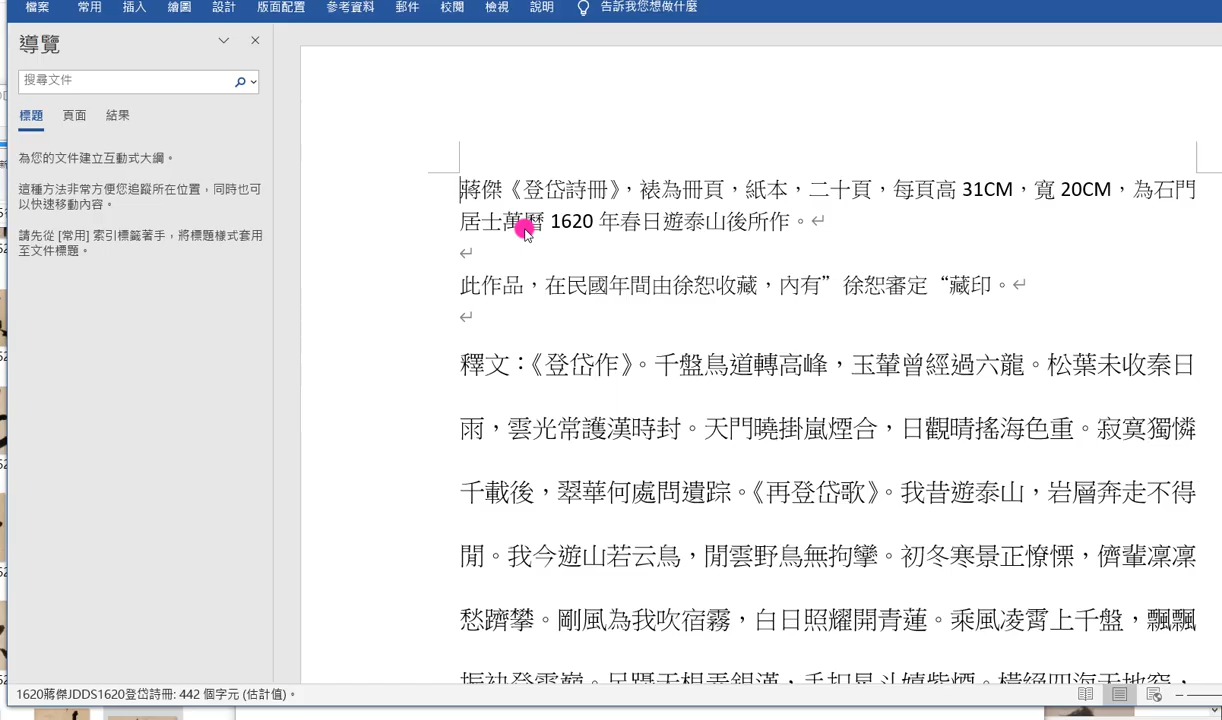 檔案 常用 插入 繪圖 設計 版面配置 參考資料 郵件 校閱 檢視 說明 告訴我您想做什麼
導覽
搜尋文件
標題 頁面 結果
為您的文件建立互動式大綱。
這種方法非常方便您追蹤所在位置，同時也可
以快速移動內容。
請先從 [常用] 索引標籤著手，將標題樣式套用
至文件標題。
蔣傑《登岱詩冊》，裱為冊頁，紙本，二十頁，每頁高 31CM，寬 20CM，為石門
居士萬曆 1620 年春日遊泰山後所作。
此作品，在民國年間由徐恕收藏，內有”徐恕審定“藏印。
釋文：《登岱作》。千盤鳥道轉高峰，玉輦曾經過六龍。松葉未收秦日
雨，雲光常護漢時封。天門曉掛嵐煙合，日觀晴搖海色重。寂寞獨憐
千載後，翠華何處問遺踪。《再登岱歌》。我昔遊泰山，岩層奔走不得
閒。我今遊山若云鳥，閒雲野鳥無拘攣。初冬寒景正憭慄，儕輩凜凜
愁躋攀。剛風為我吹宿霧，白日照耀開青蓮。乘風凌霄上千盤，飄飄
1620蔣傑JDDS1620登岱詩冊: 442 個字元 (估計值)。